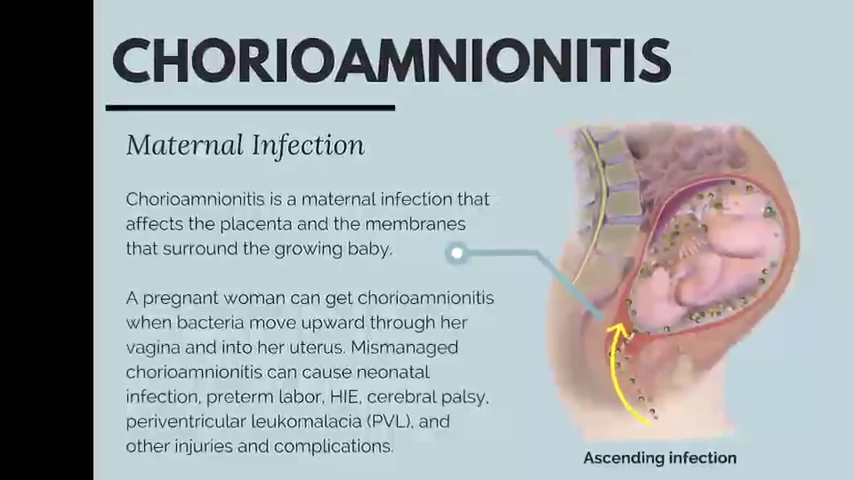 CHORIOAMNIONITIS
Maternal Infection
Chorioamnionitis is a maternal infection that
affects the placenta and the membranes
that surround the growing baby.
A pregnant woman can get chorioamnionitis
when bacteria move upward through her
vagina and into her uterus. Mismanaged
chorioamnionitis can cause neonatal
infection, preterm labor, HIE, cerebral palsy,
periventricular leukomalacia (PVL), and
other injuries and complications.
Ascending infection